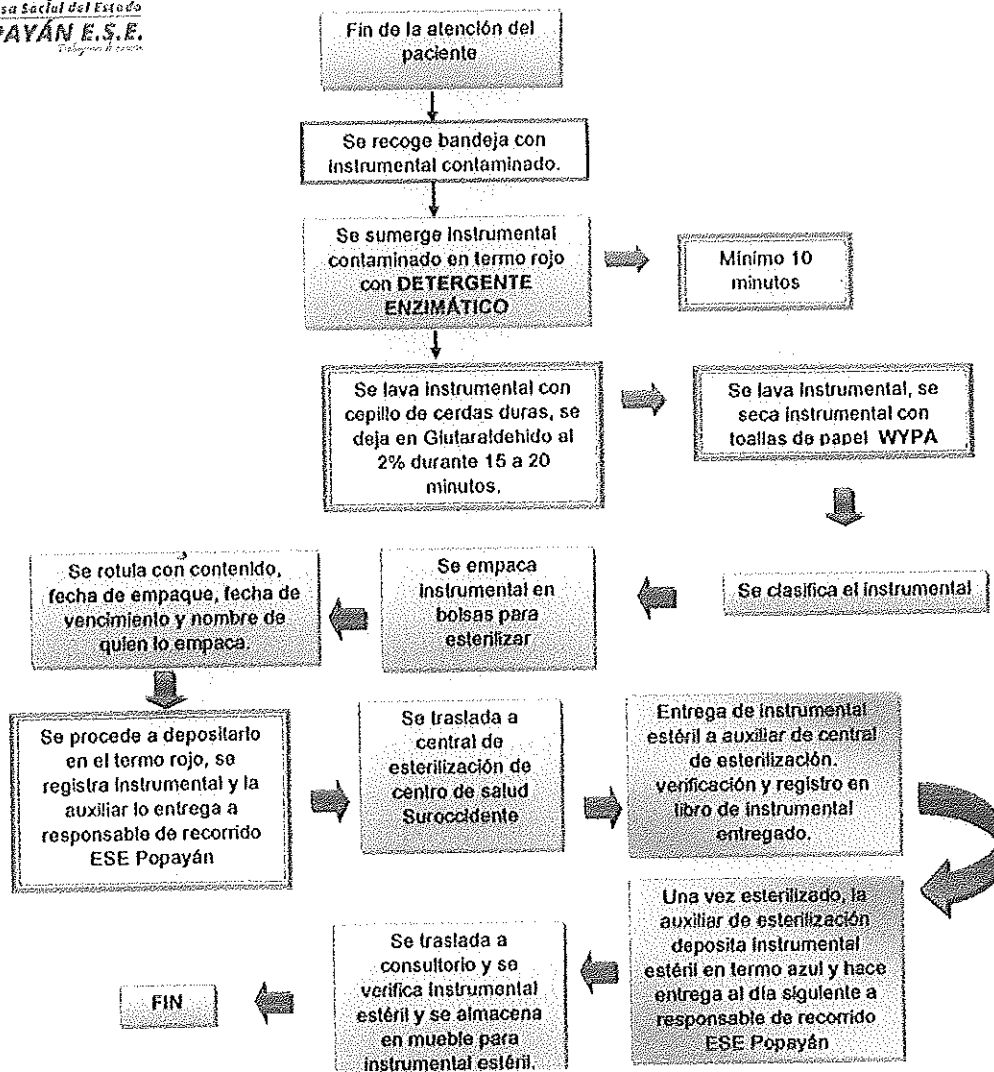 sa Social del Estado
PAYÁN E.S.E.
Fin de la atención del
paciente
Se recoge bandeja con
instrumental contaminado.
Se sumerge instrumental
contaminado en termo rojo
con DETERGENTE
ENZIMÁTICO
Mínimo 10
minutos
Se lava instrumental con
cepillo de cerdas duras, se
deja en Glutaraldehido al
2% durante 15 a 20
minutos.
Se lava Instrumental, se
seca instrumental con
toallas de papel WYPA
Se clasifica el instrumental
Se empaca
instrumental en
bolsas para
esterilizar
Se rotula con contenido,
fecha de empaque, fecha de
vencimiento y nombre de
quien lo empaca.
Se procede a depositarlo
en el termo rojo, se
registra instrumental y la
auxiliar lo entrega a
responsable de recorrido
ESE Popayán
Se traslada a
central de
esterilización de
centro de salud
Suroccidente
Entrega de instrumental
estéril a auxiliar de central
de esterilización.
verificación y registro en
libro de instrumental
entregado.
Una vez esterilizado, la
auxiliar de esterilización
deposita instrumental
estéril en termo azul y hace
entrega al día siguiente a
responsable de recorrido
ESE Popayán
Se traslada a
consultorio y se
verifica instrumental
estéril y se almacena
en mueble para
instrumental estéril.
FIN